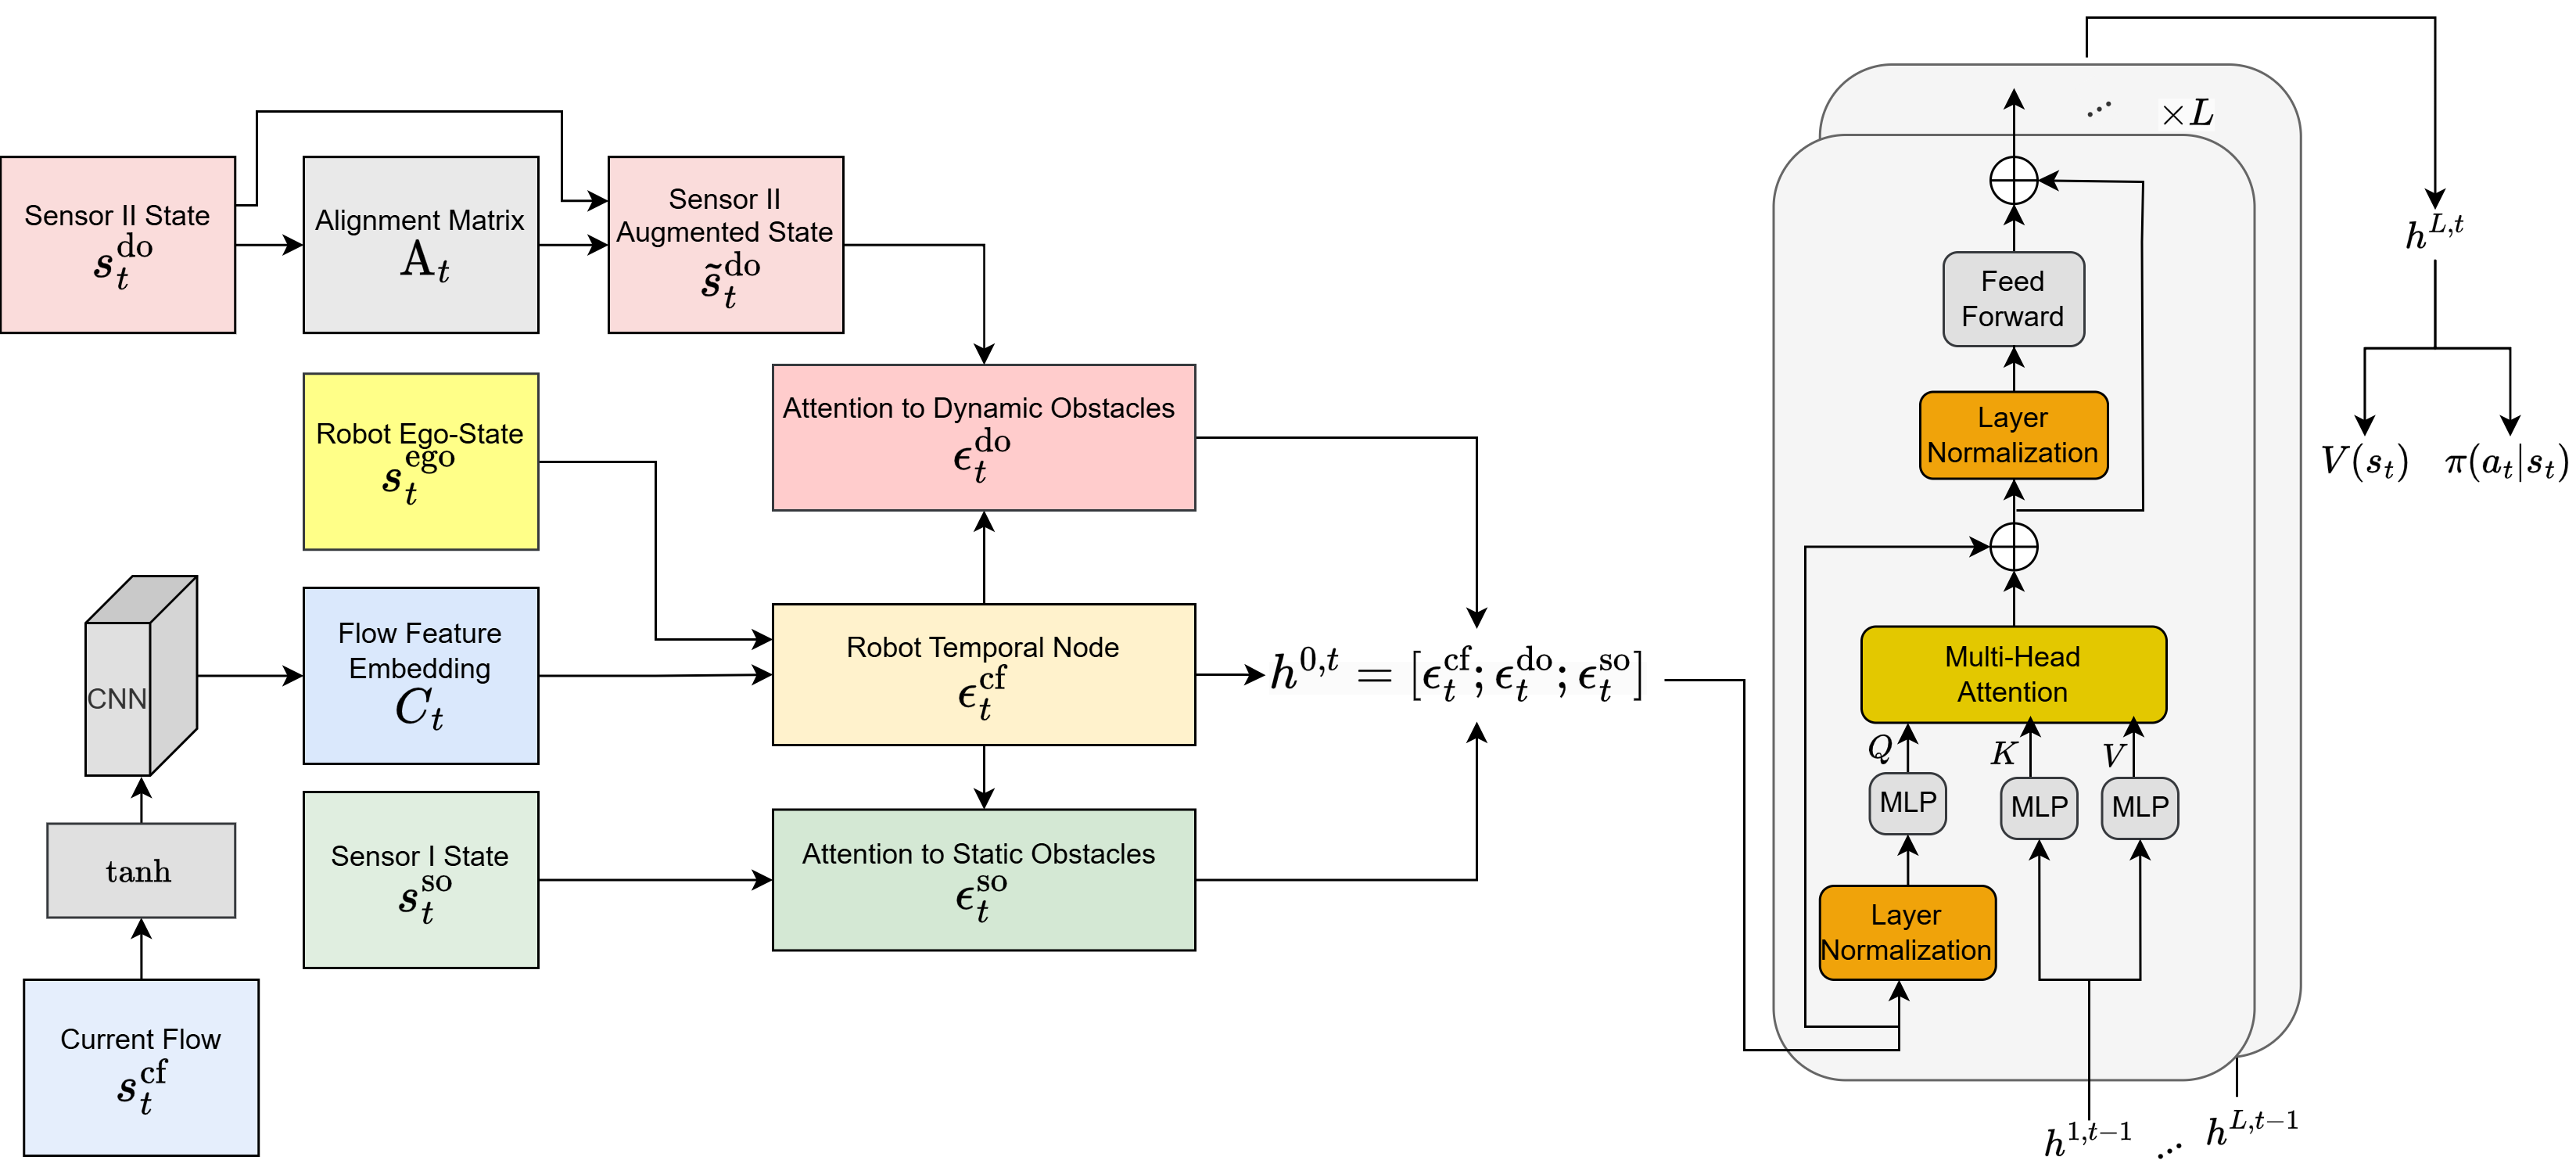 Sensor II State
$s_t^{\mathrm{do}}$
Alignment Matrix
$\mathrm{A}_t$
Sensor II
Augmented State
$\tilde{s}_t^{\mathrm{do}}$
Robot Ego-State
$s_t^{\mathrm{ego}}$
Attention to Dynamic Obstacles
$\epsilon_t^{\mathrm{do}}$
CNN
Flow Feature
Embedding
$C_t$
Robot Temporal Node
$\epsilon_t^{\mathrm{cf}}$
tanh
Sensor I State
$s_t^{\mathrm{so}}$
Attention to Static Obstacles
$\epsilon_t^{\mathrm{so}}$
Current Flow
$s_t^{\mathrm{cf}}$
$h^{0,t} = [\epsilon_t^{\mathrm{cf}}; \epsilon_t^{\mathrm{do}}; \epsilon_t^{\mathrm{so}}]$
... $\times L$
Feed
Forward
Layer
Normalization
Multi-Head
Attention
$Q$ $K$ $V$
MLP MLP MLP
Layer
Normalization
$h^{1,t-1}$ ... $h^{L,t-1}$
$h^{L,t}$
$V(s_t)$ $\pi(a_t|s_t)$